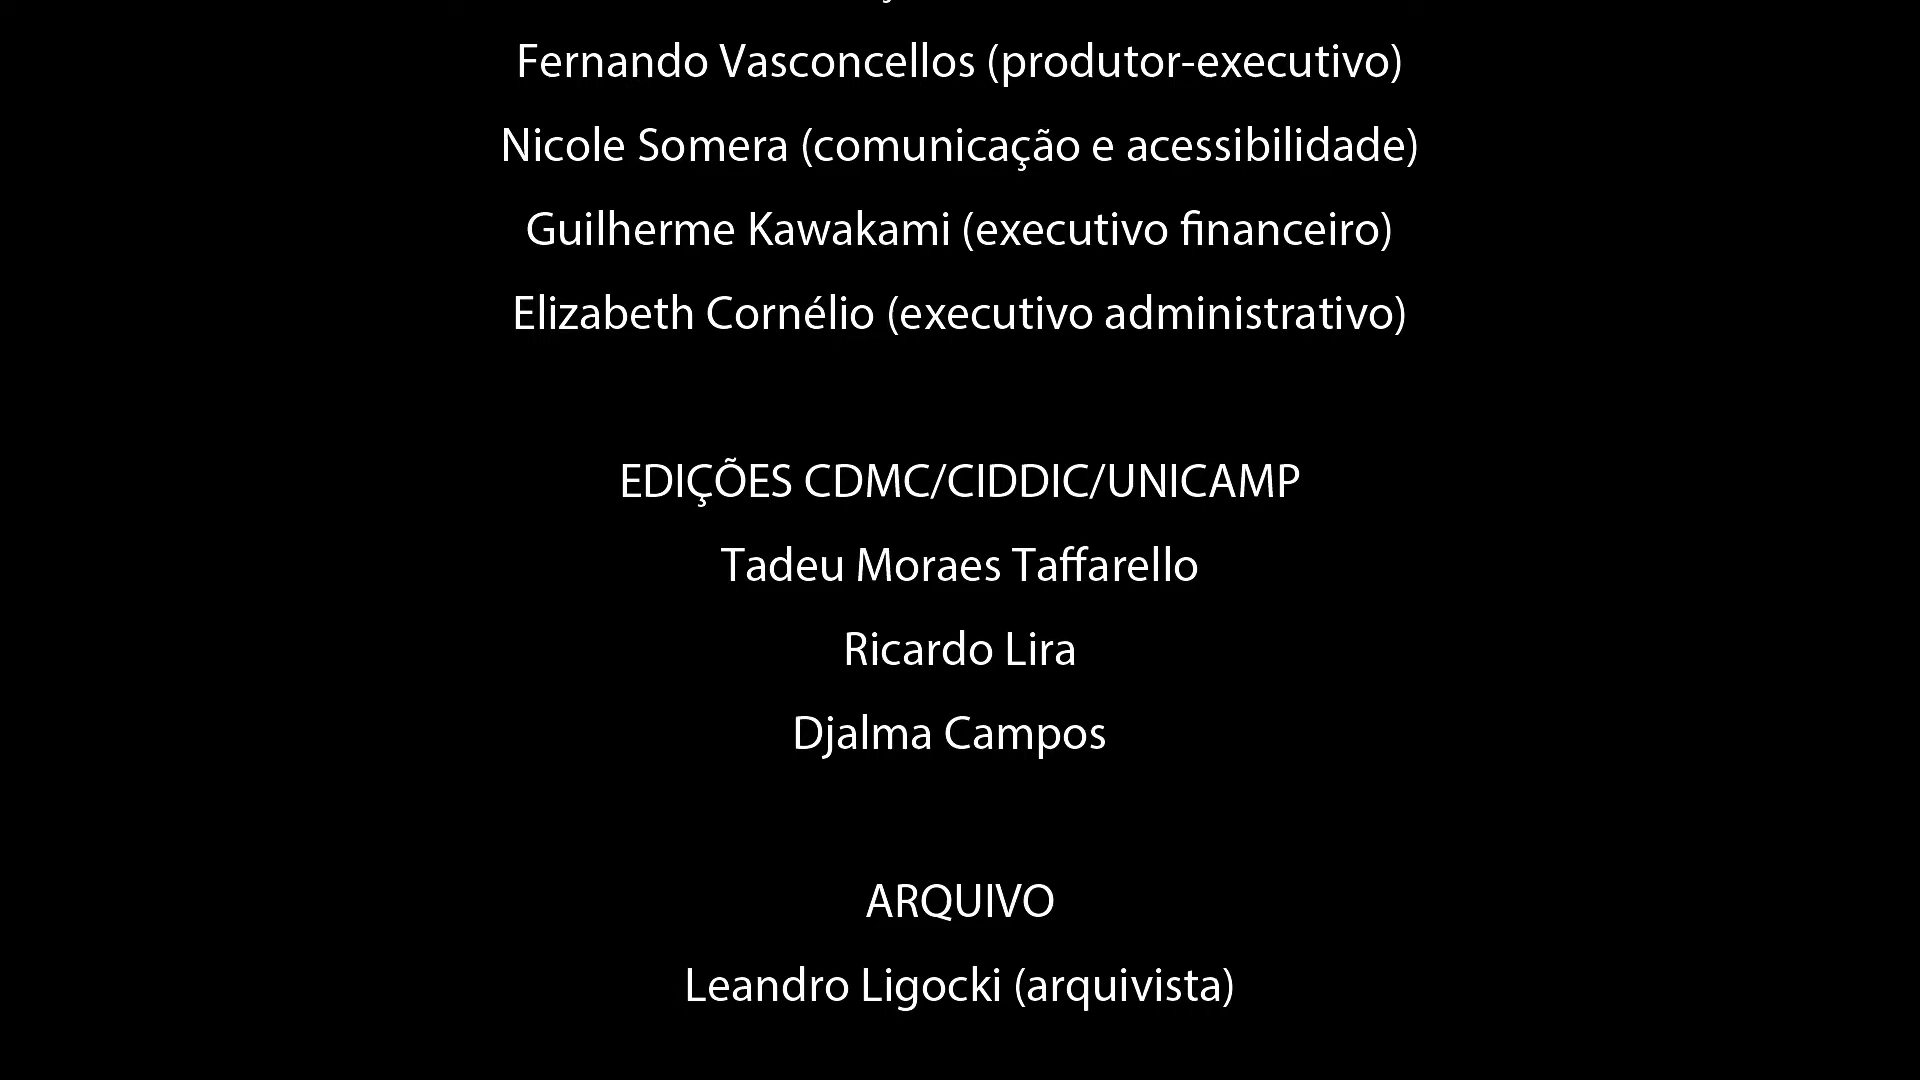 Fernando Vasconcellos (produtor-executivo)
Nicole Somera (comunicação e acessibilidade)
Guilherme Kawakami (executivo financeiro)
Elizabeth Cornélio (executivo administrativo)
EDIÇÕES CDMC/CIDDIC/UNICAMP
Tadeu Moraes Taffarello
Ricardo Lira
Djalma Campos
ARQUIVO
Leandro Ligocki (arquivista)